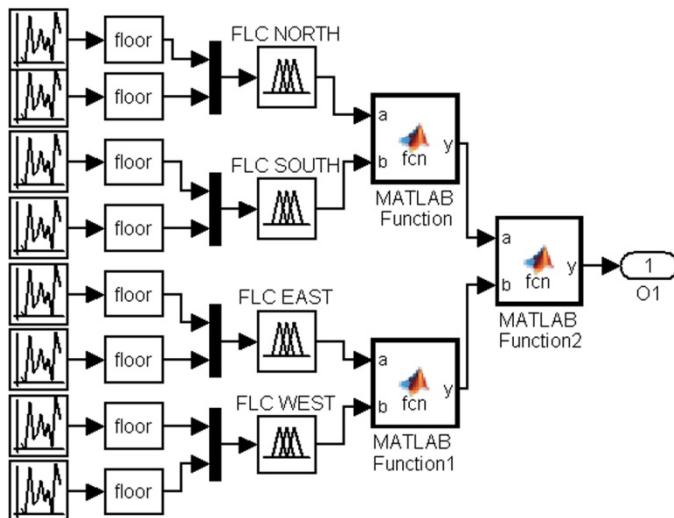 FLC NORTH
floor
floor
a
b
y
fcn
MATLAB
Function
floor
FLC SOUTH
floor
a
b
y
fcn
MATLAB
Function2
1
O1
floor
FLC EAST
floor
a
b
y
fcn
MATLAB
Function1
floor
FLC WEST
floor